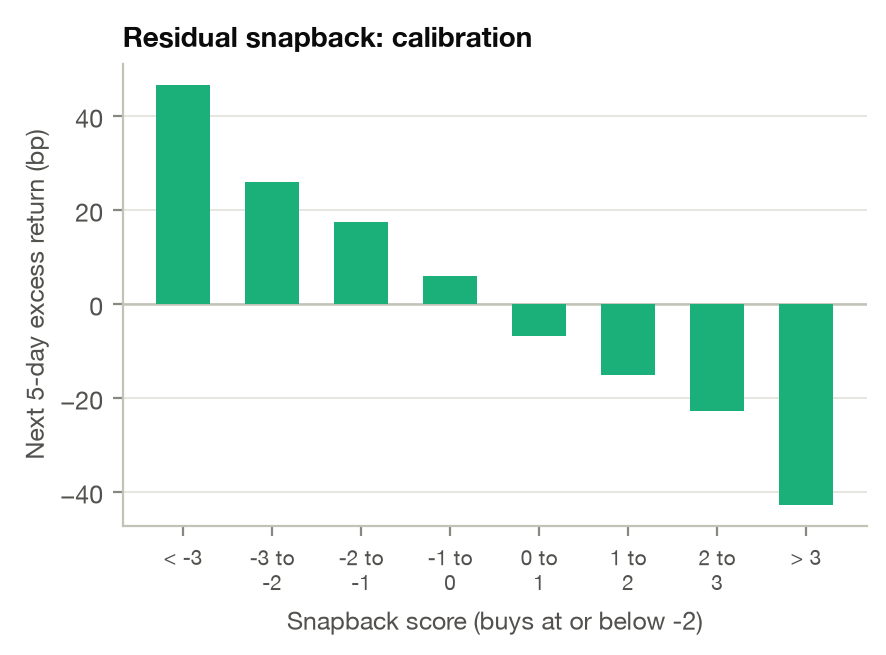 Residual snapback: calibration
Next 5-day excess return (bp)
40
20
0
−20
−40
< -3
-3 to
-2
-2 to
-1
-1 to
0
0 to
1
1 to
2
2 to
3
> 3
Snapback score (buys at or below -2)